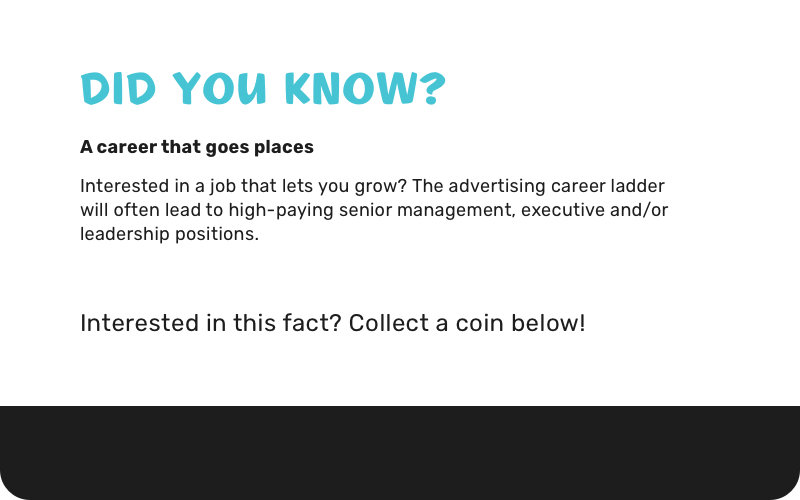 DID YOU KNOW?
A career that goes places
Interested in a job that lets you grow? The advertising career ladder
will often lead to high-paying senior management, executive and/or
leadership positions.
Interested in this fact? Collect a coin below!